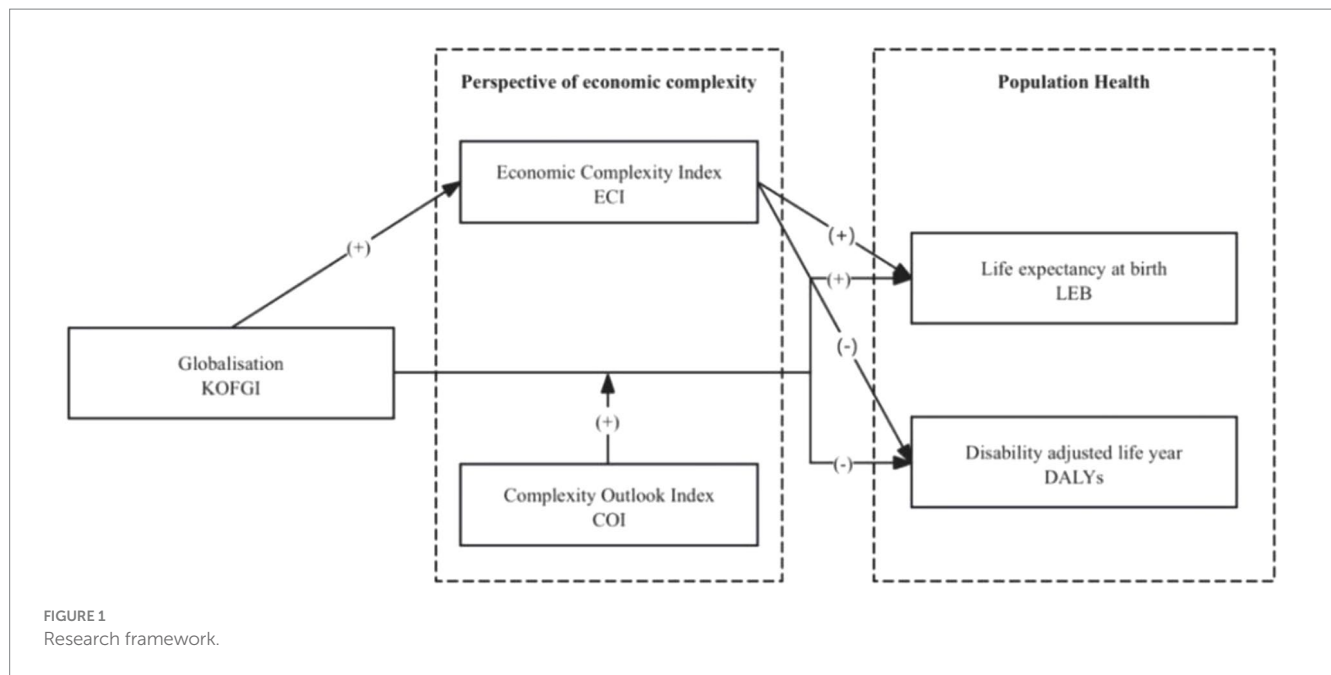 Perspective of economic complexity
Population Health
Economic Complexity Index
ECI
(+)
(+)
Life expectancy at birth
LEB
(+)
Globalisation
KOFGI
(-)
(+)
Disability adjusted life year
DALYs
(-)
Complexity Outlook Index
COI
FIGURE 1
Research framework.